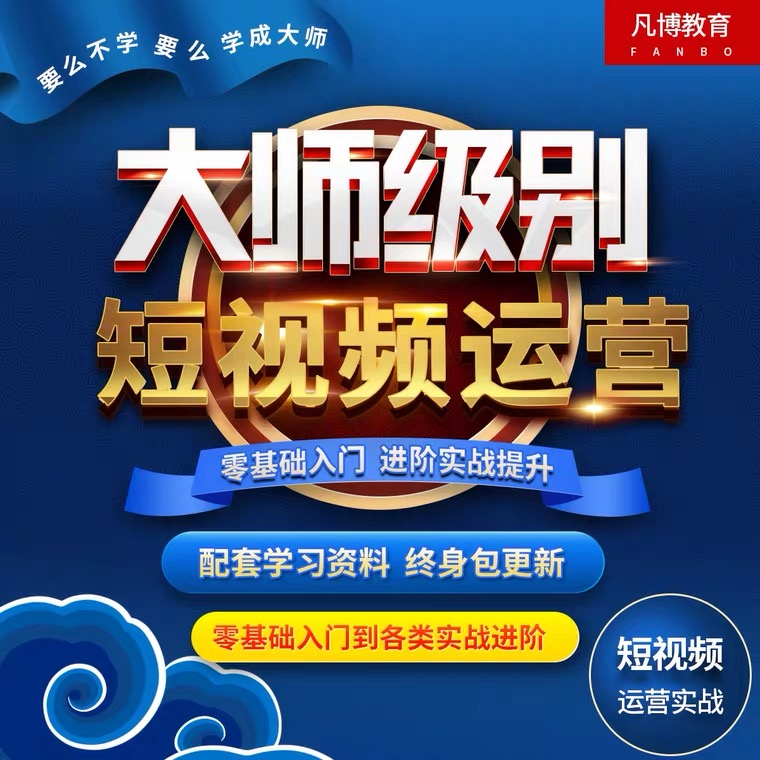 要么不学 要么 学成大师
凡博教育
FANBO
大师级别
短视频运营
零基础入门 进阶实战提升
配套学习资料 终身包更新
零基础入门到各类实战进阶
短视频
运营实战